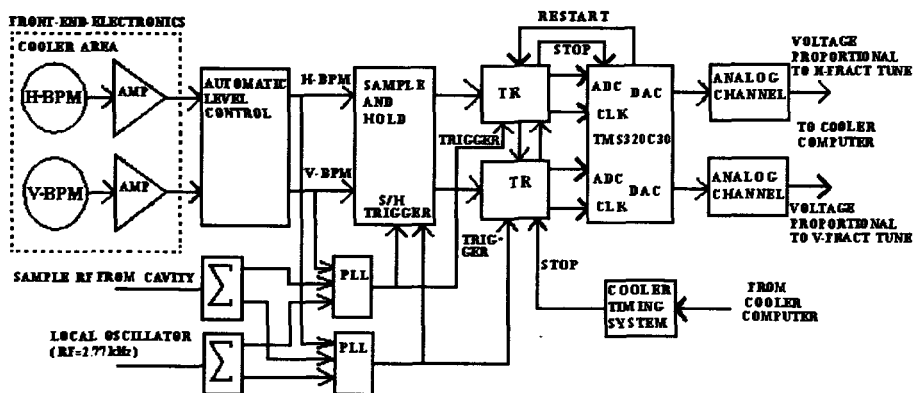 FRONT-END-ELECTRONICS
COOLER AREA
H-BPM
AMP
V-BPM
AMP
AUTOMATIC
LEVEL
CONTROL
H-BPM
V-BPM
SAMPLE
AND
HOLD
S/H
TRIGGER
RESTART
STOP
TR
TRIGGER
TR
TRIG-
GER
ADC
DAC
CLK
TMS320C30
ADC
DAC
CLK
ANALOG
CHANNEL
ANALOG
CHANNEL
VOLTAGE
PROPORTIONAL
TO H-FRACT TUNE
TO COOLER
COMPUTER
VOLTAGE
PROPORTIONAL
TO V-FRACT TUNE
SAMPLE RF FROM CAVITY
Σ
PLL
LOCAL OSCILLATOR
(RF=2.77kHz)
Σ
PLL
STOP
COOLER
TIMING
SYSTEM
FROM
COOLER
COMPUTER